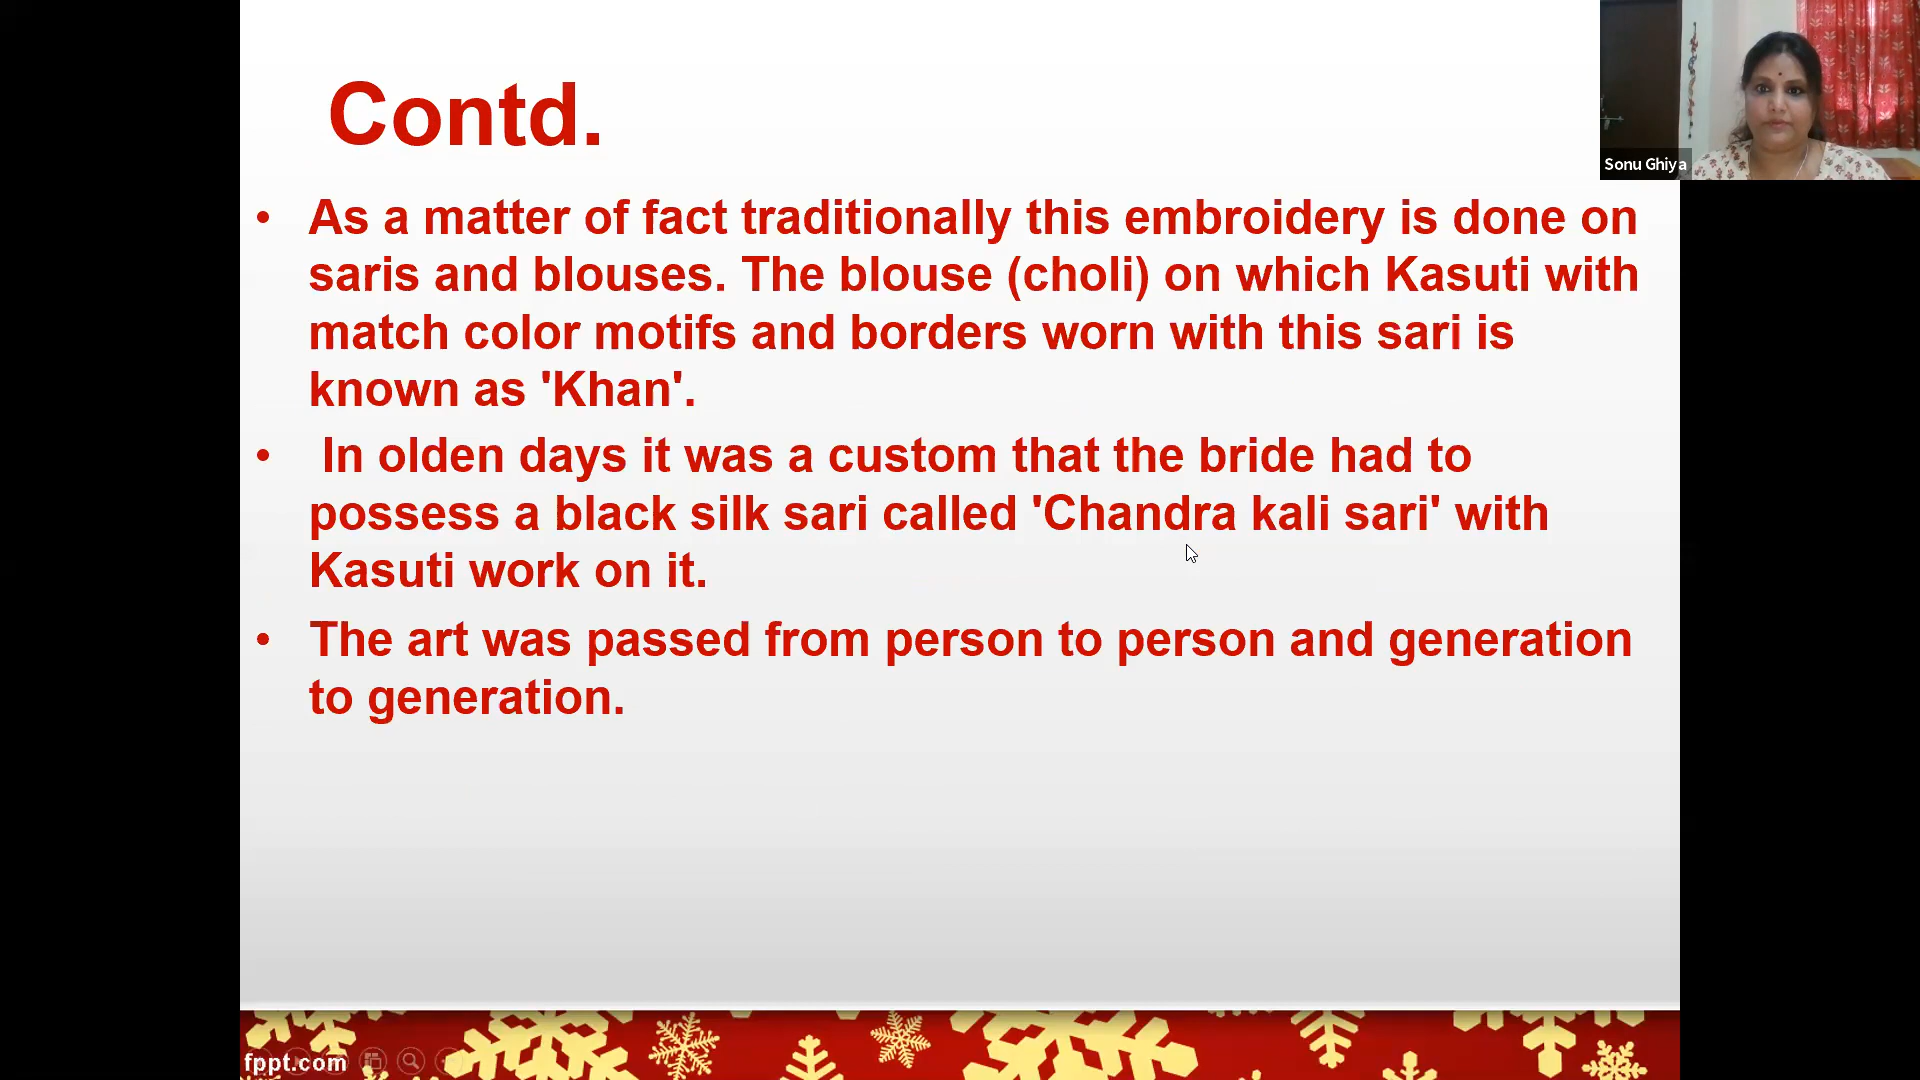 Contd.
Sonu Ghiya
• As a matter of fact traditionally this embroidery is done on
saris and blouses. The blouse (choli) on which Kasuti with
match color motifs and borders worn with this sari is
known as 'Khan'.
• In olden days it was a custom that the bride had to
possess a black silk sari called 'Chandra kali sari' with
Kasuti work on it.
• The art was passed from person to person and generation
to generation.
fppt.com